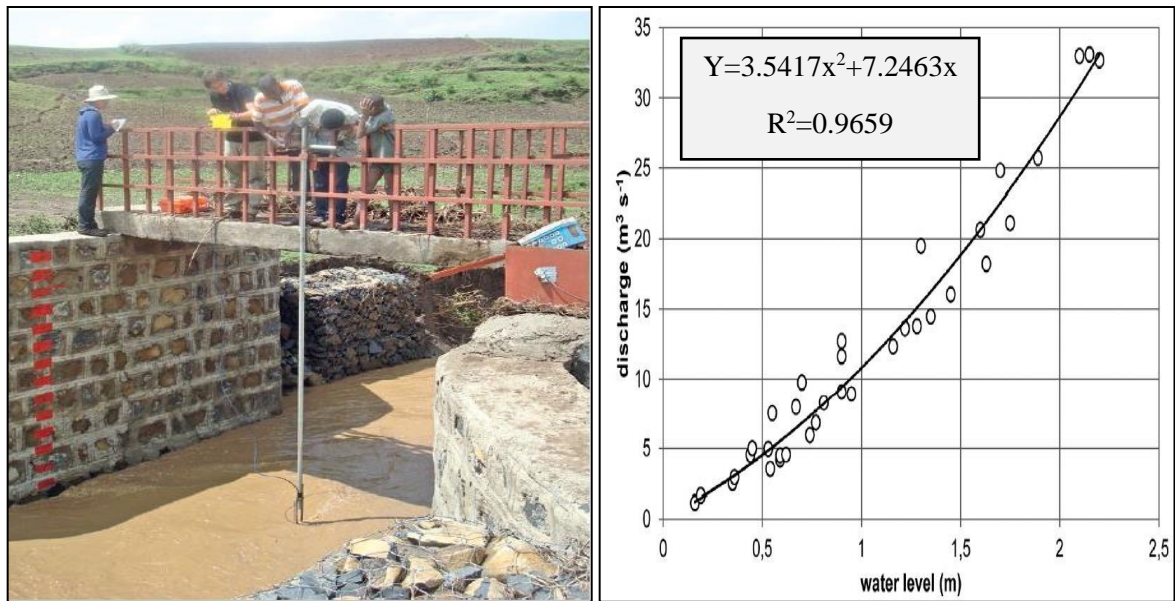 Y=3.5417x²+7.2463x
R²=0.9659
35
30
25
20
15
10
5
0
discharge (m³ s⁻¹)
0 0,5 1 1,5 2 2,5
water level (m)